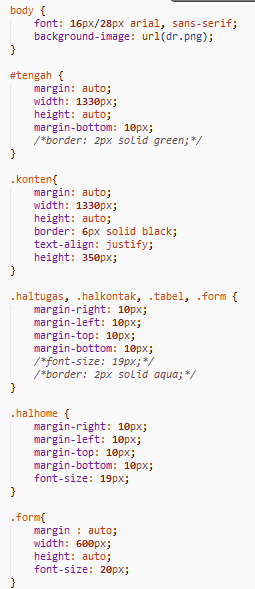 body {
    font: 16px/28px arial, sans-serif;
    background-image: url(dr.png);
}

#tengah {
    margin: auto;
    width: 1330px;
    height: auto;
    margin-bottom: 10px;
    /*border: 2px solid green;*/
}

.konten{
    margin: auto;
    width: 1330px;
    height: auto;
    border: 6px solid black;
    text-align: justify;
    height: 350px;
}

.haltugas, .halkontak, .tabel, .form {
    margin-right: 10px;
    margin-left: 10px;
    margin-top: 10px;
    margin-bottom: 10px;
    /*font-size: 19px;*/
    /*border: 2px solid aqua;*/
}

.halhome {
    margin-right: 10px;
    margin-left: 10px;
    margin-top: 10px;
    margin-bottom: 10px;
    font-size: 19px;
}

.form{
    margin : auto;
    width: 600px;
    height: auto;
    font-size: 20px;
}